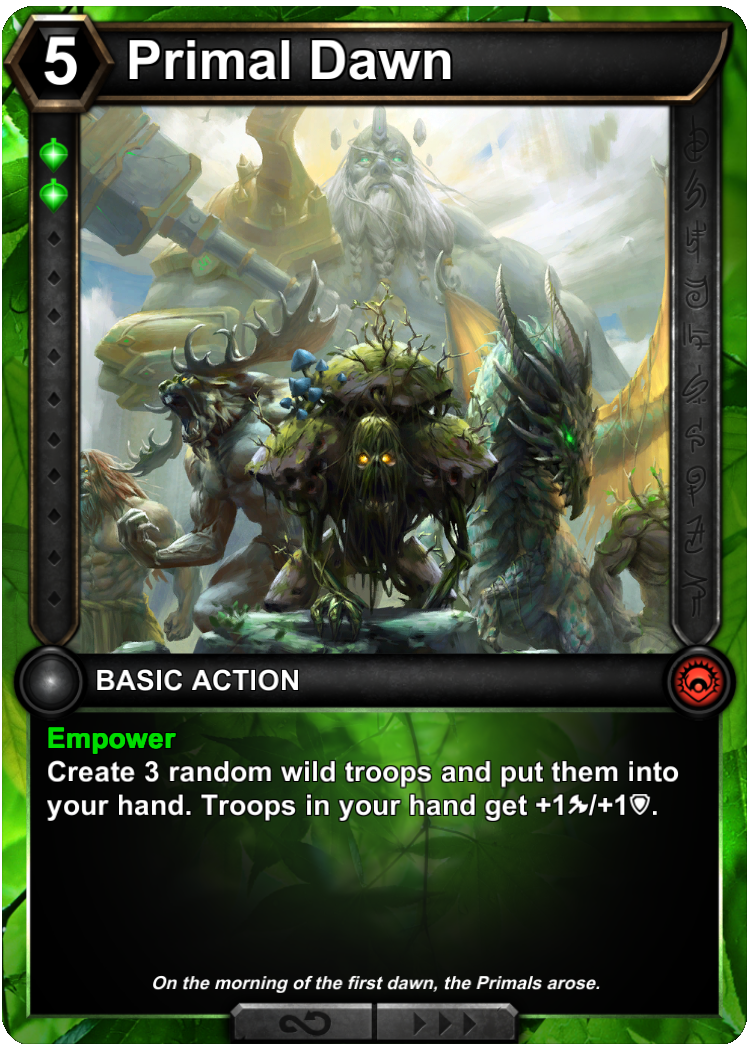 5 Primal Dawn
BASIC ACTION
Empower
Create 3 random wild troops and put them into
your hand. Troops in your hand get +1/+1.
On the morning of the first dawn, the Primals arose.